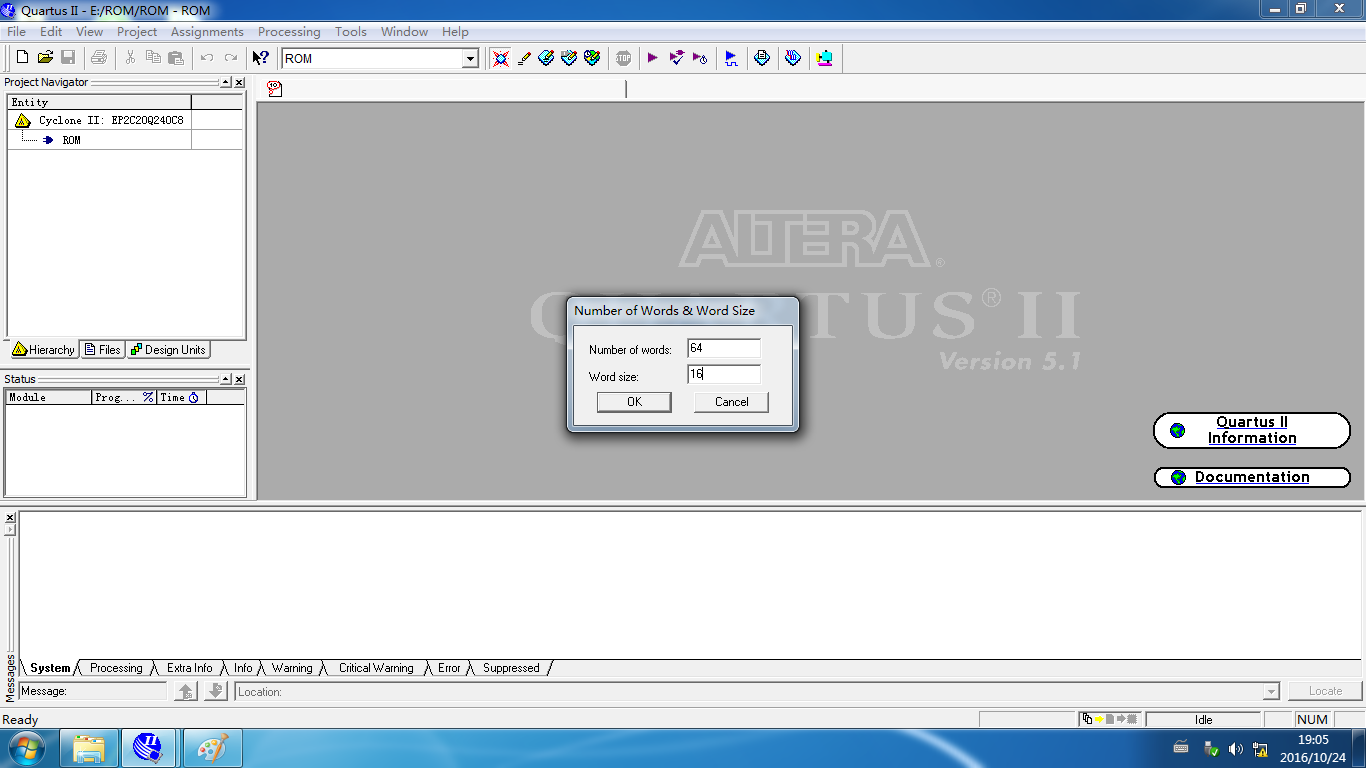 Quartus II - E:/ROM/ROM - ROM
File Edit View Project Assignments Processing Tools Window Help
ROM
STOP
Project Navigator
Entity
Cyclone II: EP2C20Q240C8
ROM
Hierarchy Files Design Units
Status
Module Prog... % Time
ALTERA®
QUARTUS® II
Version 5.1
Number of Words & Word Size
Number of words: 64
Word size: 16
OK Cancel
Quartus II
Information
Documentation
System Processing Extra Info Info Warning Critical Warning Error Suppressed
Messages
Message: Location: Locate
Ready Idle NUM
19:05
2016/10/24